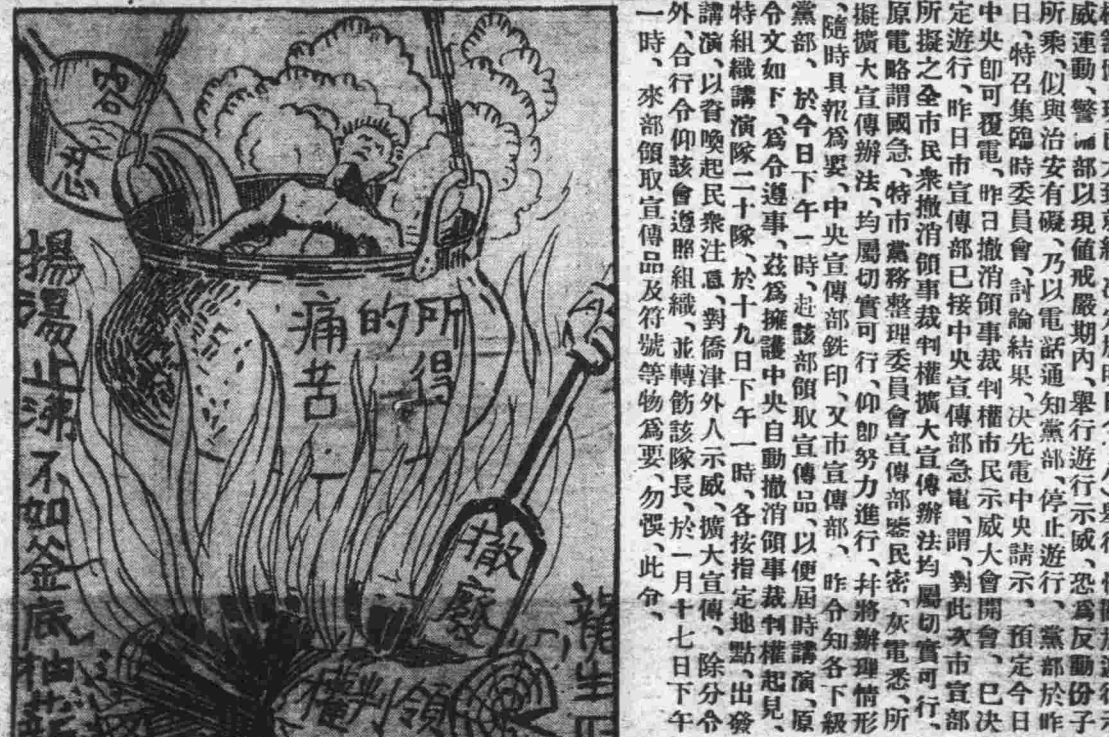 威運動、警備部以現值戒嚴期內、舉行遊行示威、恐爲反動份子
所乘、似與治安有礙、乃以電話通知黨部、停止遊行、黨部於昨
日、特召集臨時委員會、討論結果、决先電中央請示、預定今日
中央卽可覆電、昨日撤消領事裁判權市民示威大會開會、已决
定遊行、昨日市宣傳部已接中央宣傳部急電、謂、對此次市宣部
所擬之全市民衆撤消領事裁判權擴大宣傳辦法均屬切實可行、
原電略謂國急、特市黨務整理委員會宣傳部鑒民密、灰電悉、所
擬擴大宣傳辦法、均屬切實可行、仰卽努力進行、幷將辦理情形
、隨時具報爲要、中央宣傳部銑印、又市宣傳部、昨令知各下級
黨部、於今日下午一時、赴該部領取宣傳品、以便屆時講演、原
令文如下、爲令遵事、茲爲擁護中央自動撤消領事裁判權起見、
特組織講演隊二十隊、於十九日下午一時、各按指定地點、出發
講演、以資喚起民衆注意、對僑津外人示威、擴大宣傳、除分令
外、合行令仰該會遵照組織、並轉飭該隊長、於一月十七日下午
一時、來部領取宣傳品及符號等物爲要、勿悞、此令、
容忍
所得
的
痛苦
撤廢
領判權
揚湯止沸不如釜底抽薪
龍生